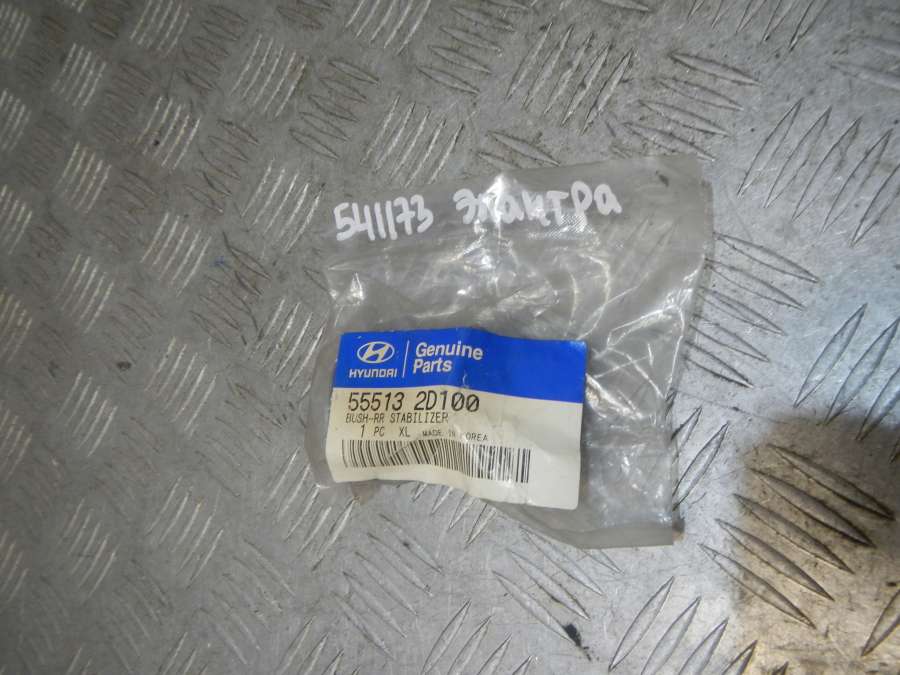 541173 элантра
HYUNDAI
Genuine
Parts
55513 2D100
BUSH-RR STABILIZER
1 PC XL MADE IN KOREA